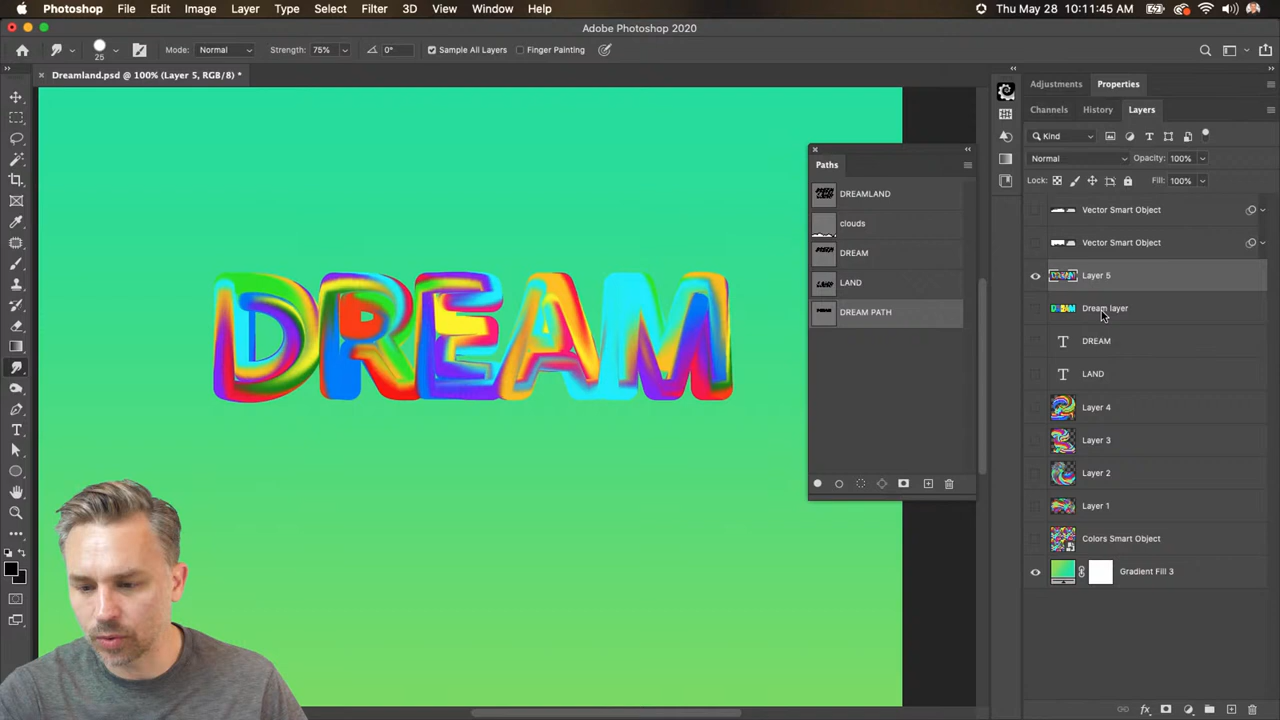 Photoshop File Edit Image Layer Type Select Filter 3D View Window Help Thu May 28 10:11:45 AM
Adobe Photoshop 2020
25 Mode: Normal Strength: 75% 0° Sample All Layers Finger Painting
× Dreamland.psd @ 100% (Layer 5, RGB/8) *
Adjustments Properties
Channels History Layers
Kind
Normal Opacity: 100%
Lock: Fill: 100%
Paths
DREAMLAND
clouds
DREAM
LAND
DREAM PATH
Vector Smart Object
Vector Smart Object
Layer 5
Dream layer
DREAM
LAND
Layer 4
Layer 3
Layer 2
Layer 1
Colors Smart Object
Gradient Fill 3
DREAM